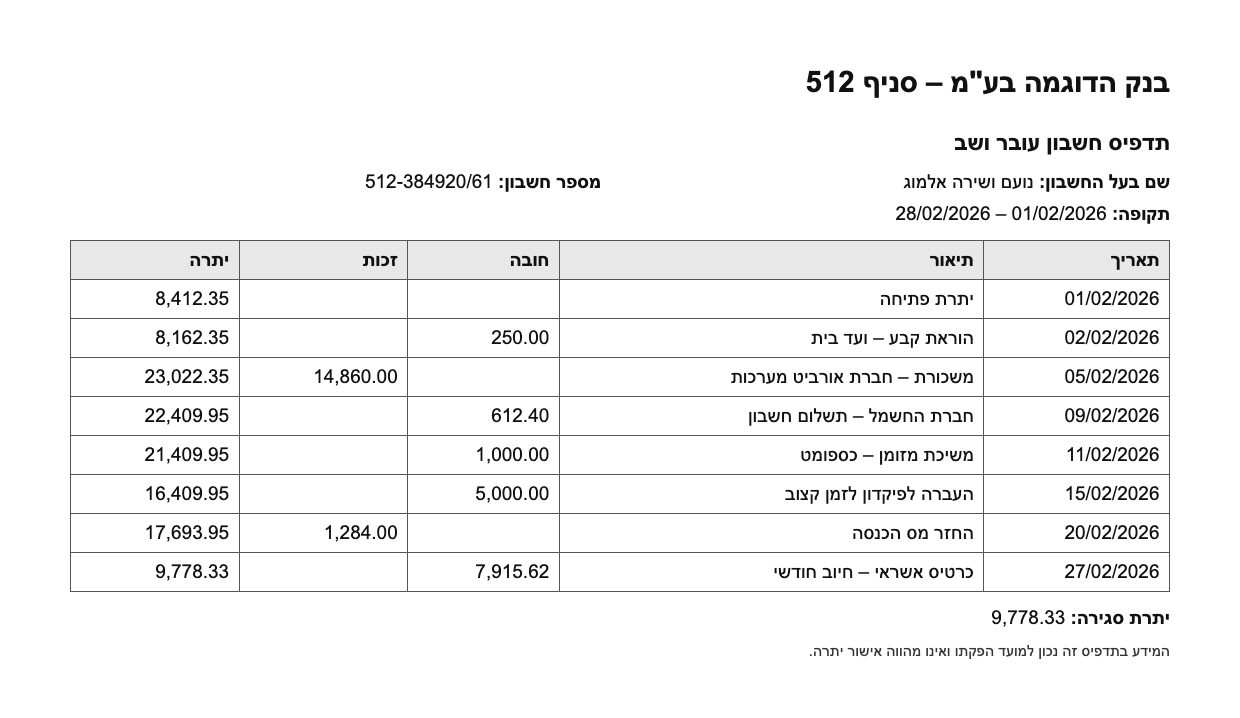 בנק הדוגמה בע"מ – סניף 512
תדפיס חשבון עובר ושב
שם בעל החשבון: נועם ושירה אלמוג מספר חשבון: 512-384920/61
תקופה: 01/02/2026 – 28/02/2026
תאריך תיאור חובה זכות יתרה
01/02/2026 יתרת פתיחה 8,412.35
02/02/2026 הוראת קבע – ועד בית 250.00 8,162.35
05/02/2026 משכורת – חברת אורביט מערכות 14,860.00 23,022.35
09/02/2026 חברת החשמל – תשלום חשבון 612.40 22,409.95
11/02/2026 משיכת מזומן – כספומט 1,000.00 21,409.95
15/02/2026 העברה לפיקדון לזמן קצוב 5,000.00 16,409.95
20/02/2026 החזר מס הכנסה 1,284.00 17,693.95
27/02/2026 כרטיס אשראי – חיוב חודשי 7,915.62 9,778.33
יתרת סגירה: 9,778.33
המידע בתדפיס זה נכון למועד הפקתו ואינו מהווה אישור יתרה.